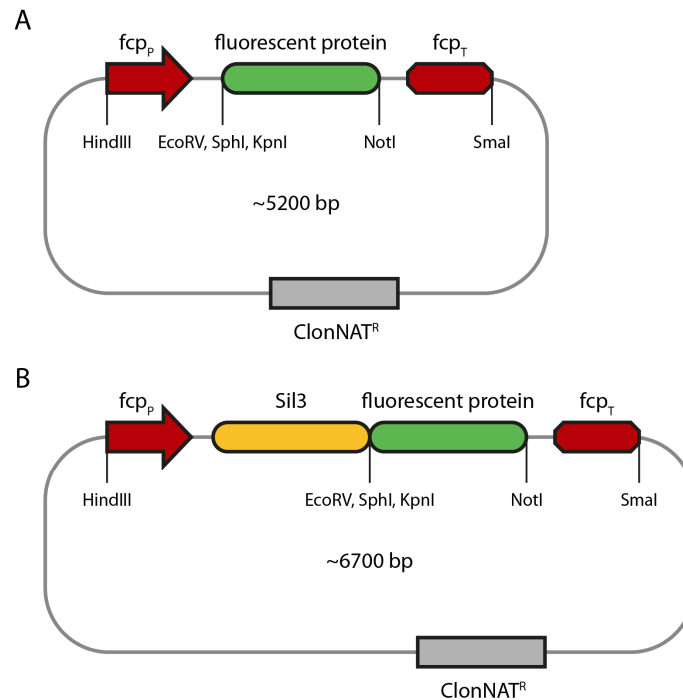 A
fcpP fluorescent protein fcpT
HindIII EcoRV, SphI, KpnI NotI SmaI
~5200 bp
ClonNATR
B
fcpP Sil3 fluorescent protein fcpT
HindIII EcoRV, SphI, KpnI NotI SmaI
~6700 bp
ClonNATR